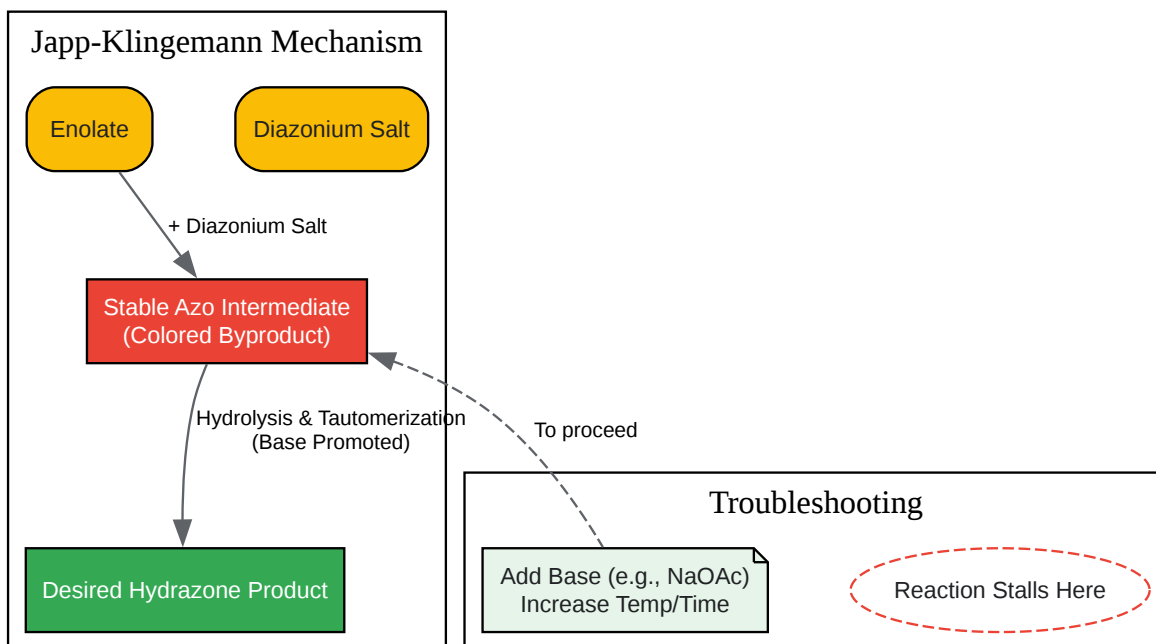 Japp-Klingemann Mechanism
Enolate
Diazonium Salt
+ Diazonium Salt
Stable Azo Intermediate
(Colored Byproduct)
Hydrolysis & Tautomerization
(Base Promoted)
To proceed
Desired Hydrazone Product
Troubleshooting
Add Base (e.g., NaOAc)
Increase Temp/Time
Reaction Stalls Here